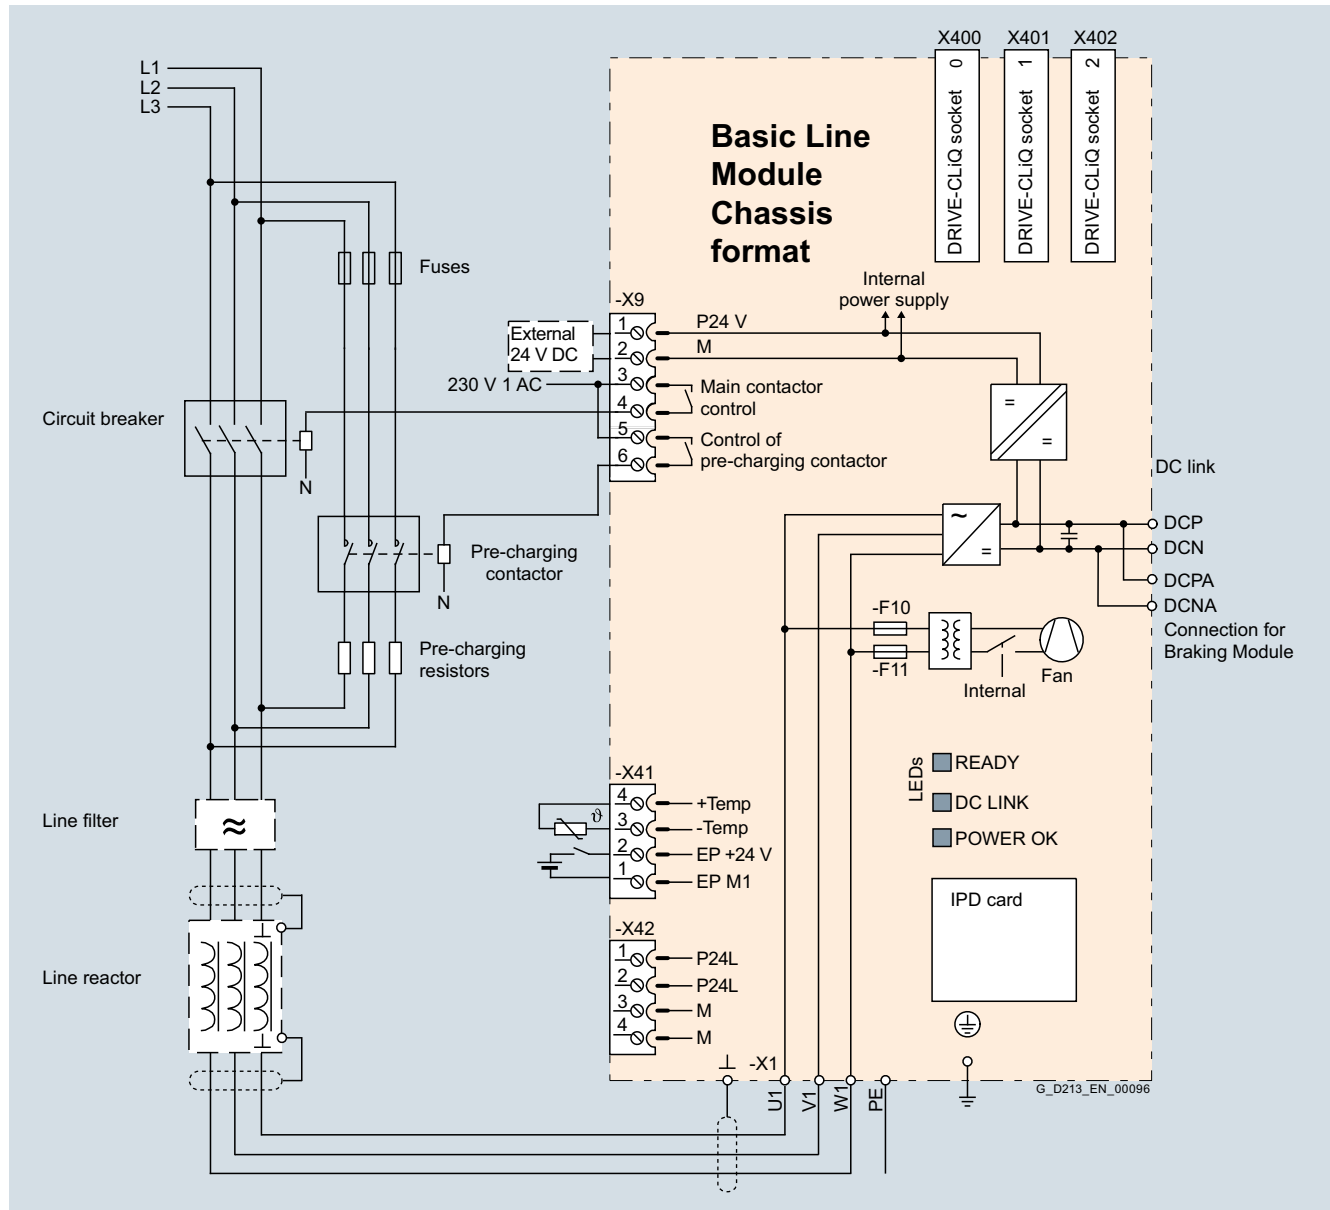 X400
X401
X402
L1
L2
L3
DRIVE-CLiQ socket 0
DRIVE-CLiQ socket 1
DRIVE-CLiQ socket 2
Basic Line
Module
Chassis
format
Fuses
Internal
power supply
-X9
External
24 V DC
1
P24 V
2
M
230 V 1 AC
3
4
Main contactor
control
5
6
Control of
pre-charging contactor
=
=
Circuit breaker
N
DC link
~
=
DCP
DCN
DCPA
DCNA
Connection for
Braking Module
Pre-charging
contactor
N
-F10
-F11
Internal
Fan
Pre-charging
resistors
LEDs
READY
DC LINK
POWER OK
-X41
ϑ
4
+Temp
3
-Temp
2
EP +24 V
1
EP M1
Line filter
≈
IPD card
-X42
1
P24L
2
P24L
3
M
4
M
Line reactor
-X1
U1
V1
W1
PE
G_D213_EN_00096